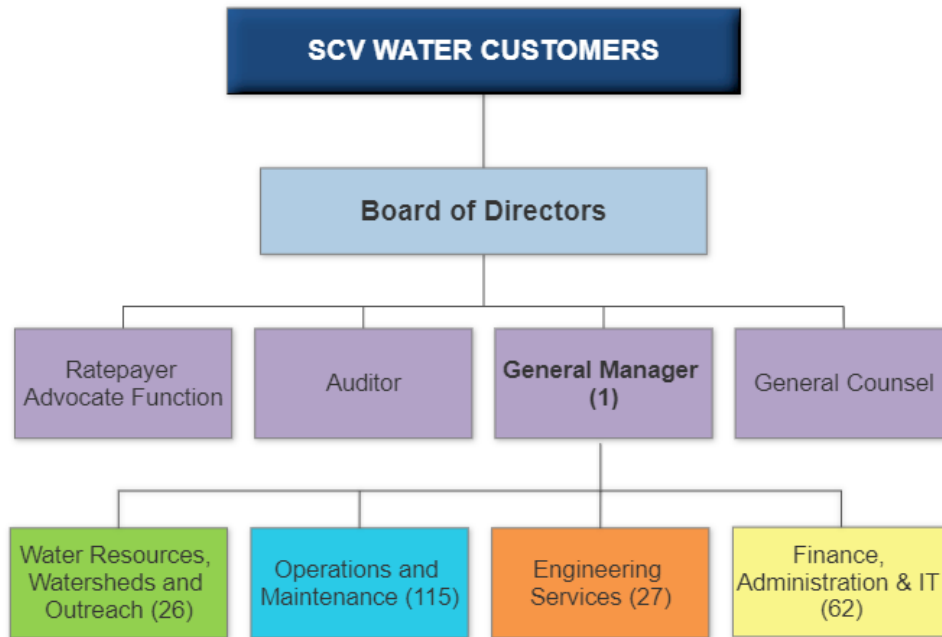 SCV WATER CUSTOMERS
Board of Directors
Ratepayer
Advocate Function
Auditor
General Manager
(1)
General Counsel
Water Resources,
Watersheds and
Outreach (26)
Operations and
Maintenance (115)
Engineering
Services (27)
Finance,
Administration & IT
(62)